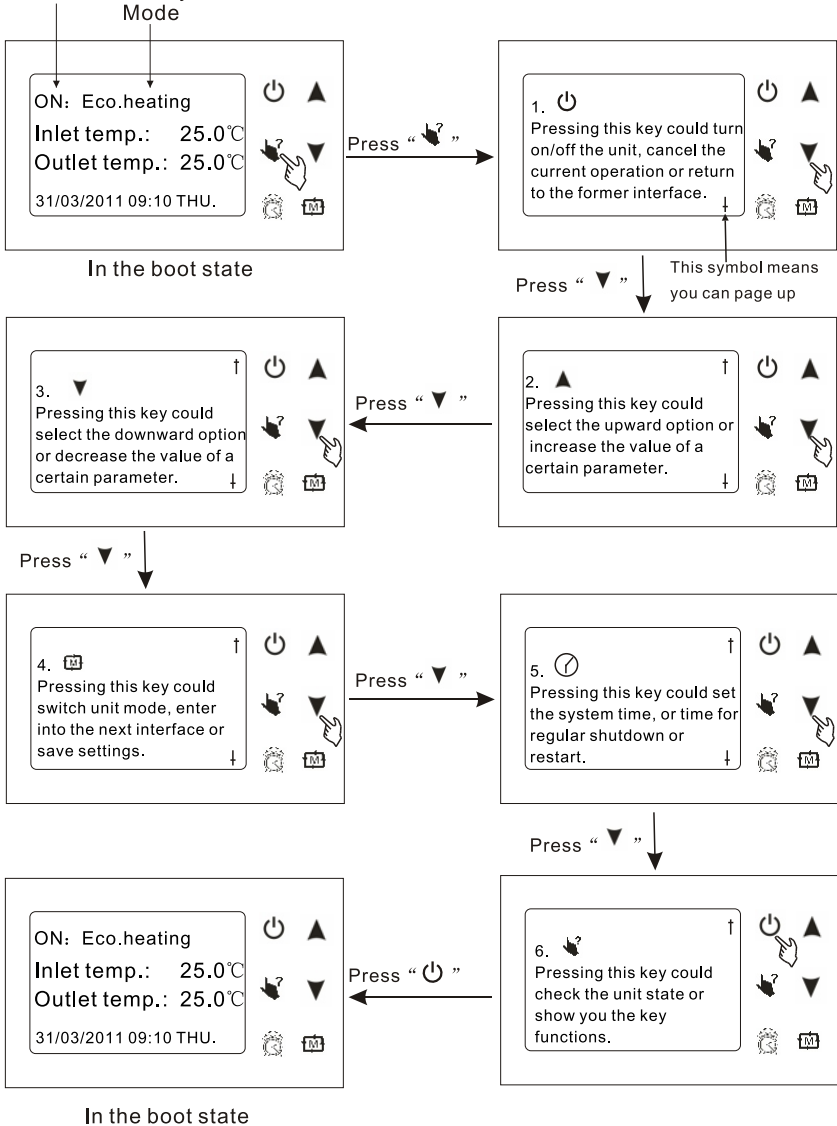 Mode
ON: Eco.heating
Inlet temp.: 25.0℃
Outlet temp.: 25.0℃
31/03/2011 09:10 THU.
In the boot state
Press “ ? ”
1.
Pressing this key could turn
on/off the unit, cancel the
current operation or return
to the former interface.
This symbol means
you can page up
Press “ ▼ ”
2. ▲
Pressing this key could
select the upward option or
increase the value of a
certain parameter.
Press “ ▼ ”
3. ▼
Pressing this key could
select the downward option
or decrease the value of a
certain parameter.
Press “ ▼ ”
4. M
Pressing this key could
switch unit mode, enter
into the next interface or
save settings.
Press “ ▼ ”
5.
Pressing this key could set
the system time, or time for
regular shutdown or
restart.
Press “ ▼ ”
6. ?
Pressing this key could
check the unit state or
show you the key
functions.
Press “ ⏻ ”
ON: Eco.heating
Inlet temp.: 25.0℃
Outlet temp.: 25.0℃
31/03/2011 09:10 THU.
In the boot state